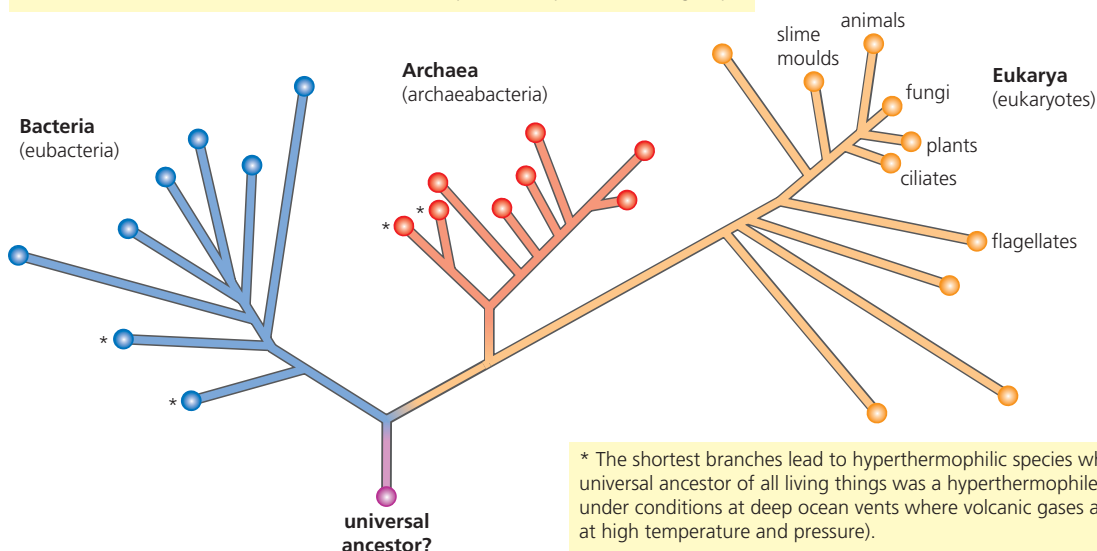 animals
slime
moulds
Archaea
(archaeabacteria)
Eukarya
(eukaryotes)
fungi
Bacteria
(eubacteria)
plants
ciliates
*
*
flagellates
*
*
* The shortest branches lead to hyperthermophilic species
universal ancestor of all living things was a hyperthermophile
under conditions at deep ocean vents where volcanic gases
at high temperature and pressure).
universal
ancestor?